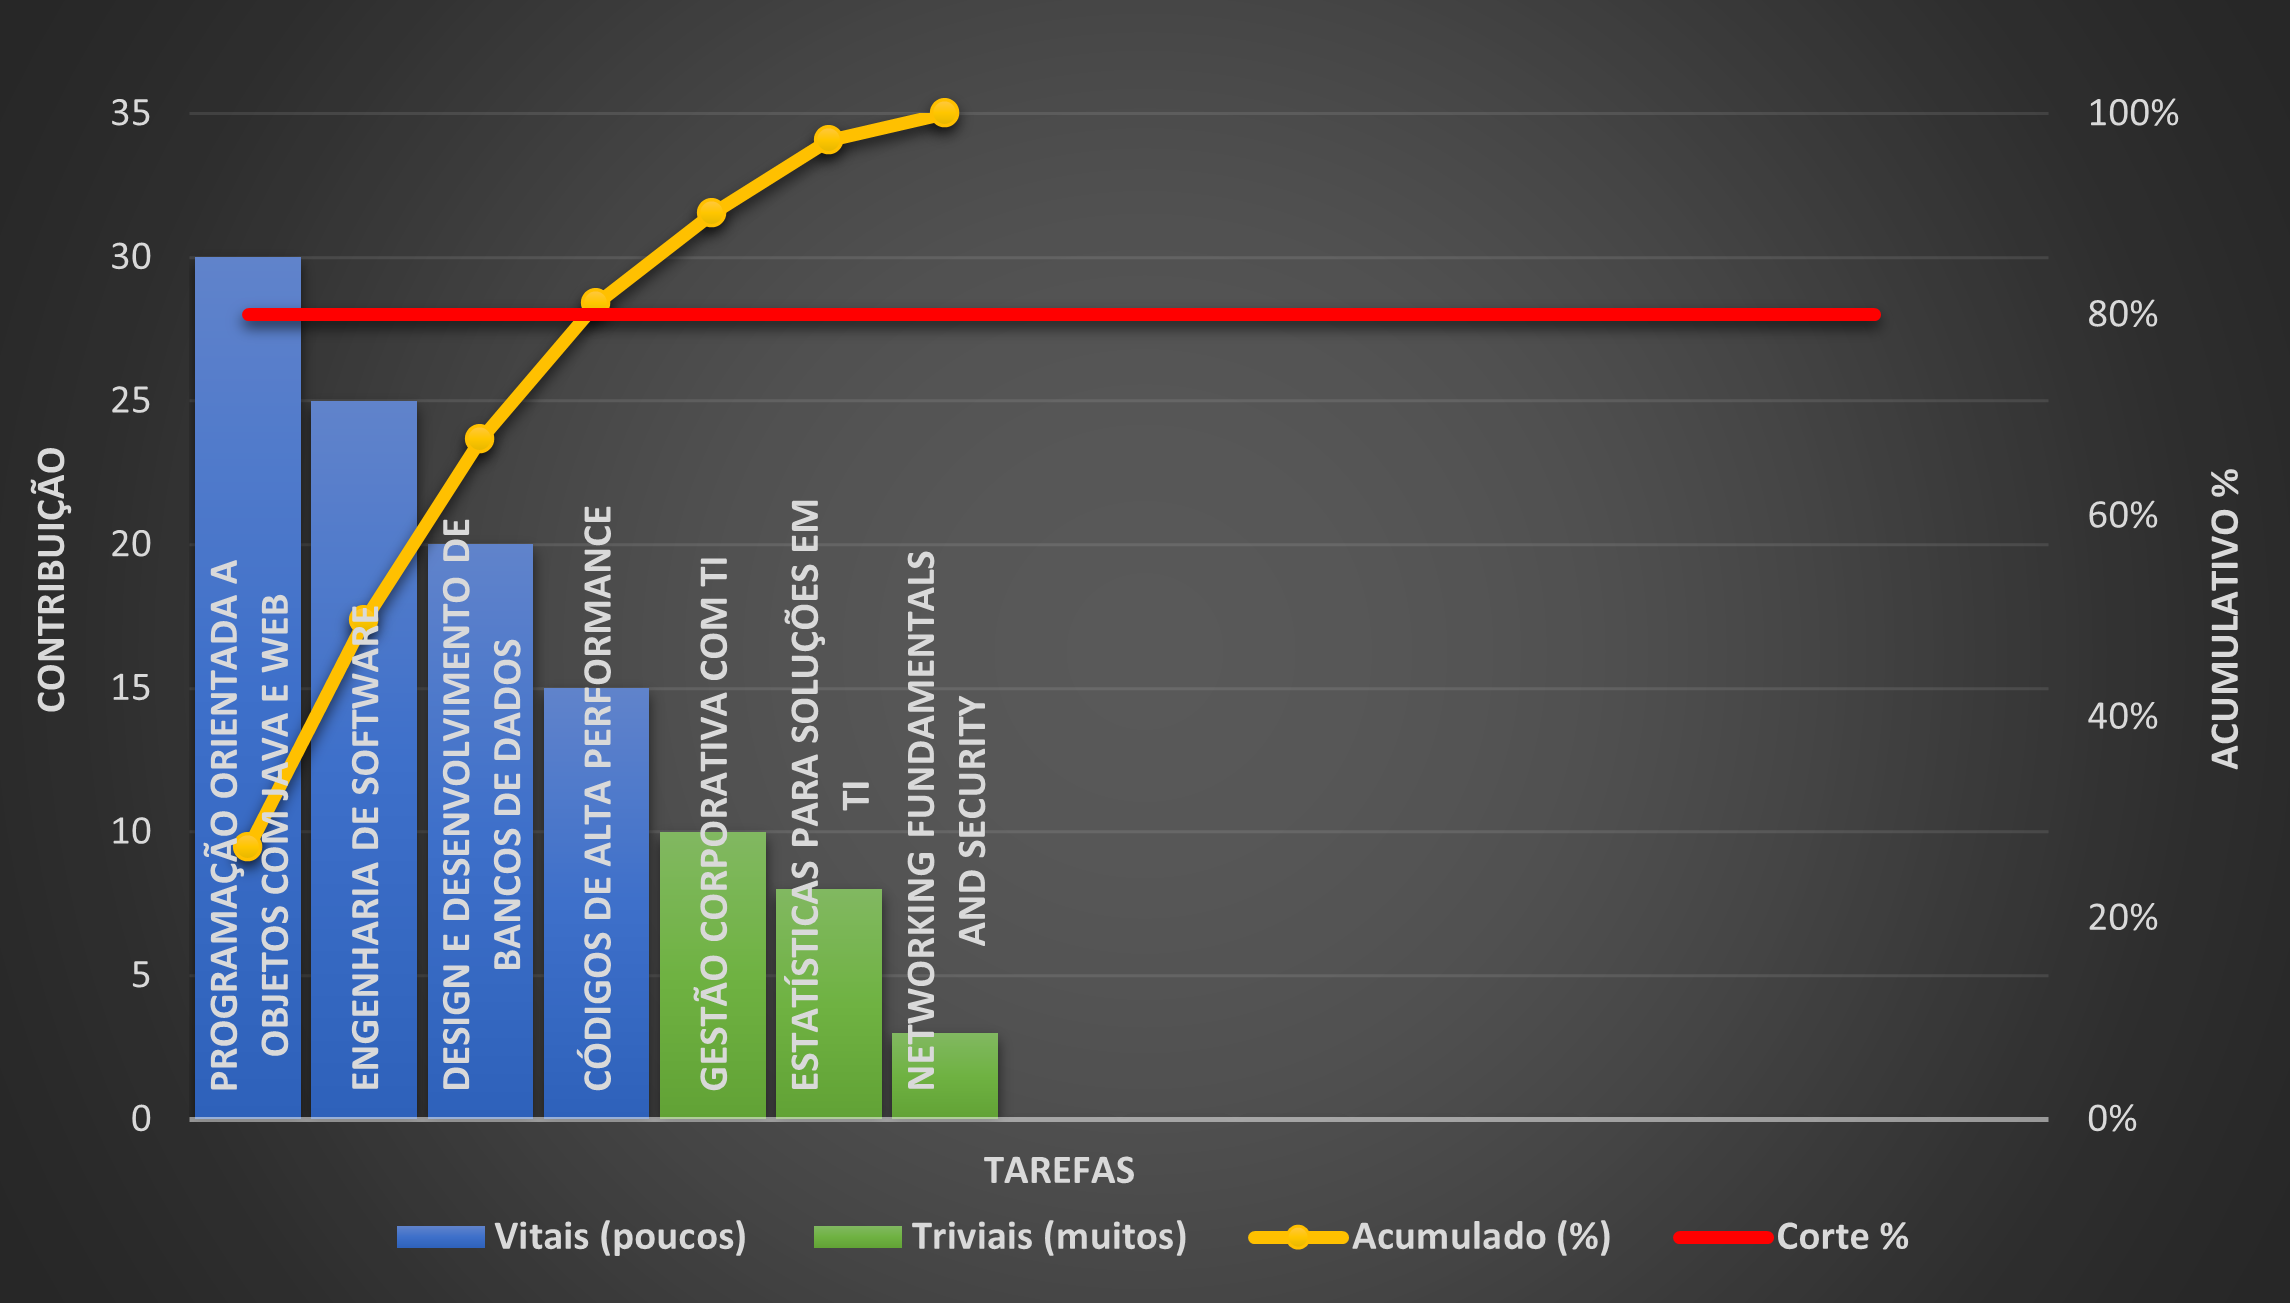 35
30
25
20
15
10
5
0
CONTRIBUIÇÃO
PROGRAMAÇÃO ORIENTADA A
OBJETOS COM JAVA E WEB
ENGENHARIA DE SOFTWARE
DESIGN E DESENVOLVIMENTO DE
BANCOS DE DADOS
CÓDIGOS DE ALTA PERFORMANCE
GESTÃO CORPORATIVA COM TI
ESTATÍSTICAS PARA SOLUÇÕES EM
TI
NETWORKING FUNDAMENTALS
AND SECURITY
100%
80%
60%
40%
20%
0%
ACUMULATIVO %
TAREFAS
Vitais (poucos)
Triviais (muitos)
Acumulado (%)
Corte %